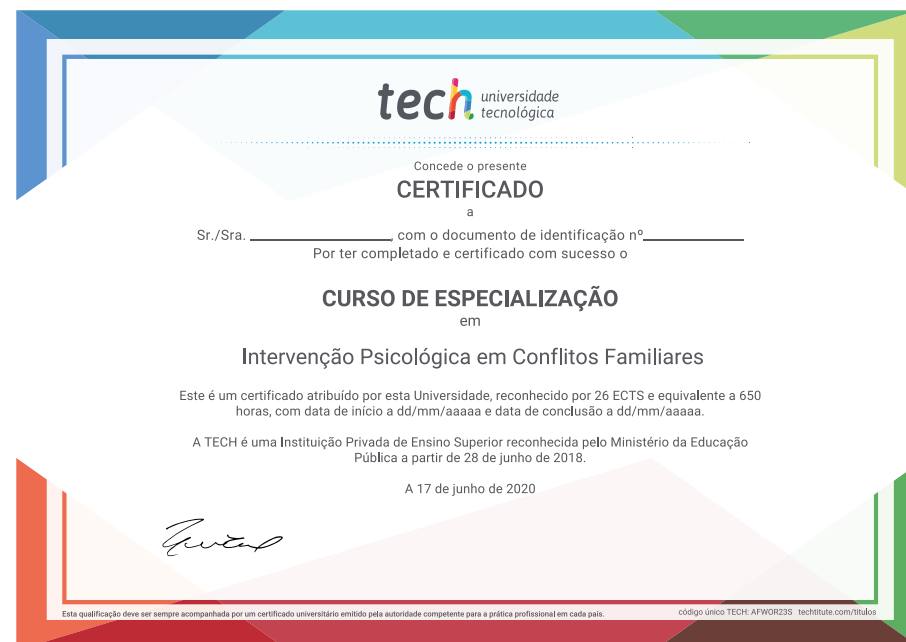 tech universidade
tecnológica
Concede o presente
CERTIFICADO
a
Sr./Sra. ____________________, com o documento de identificação nº______________
Por ter completado e certificado com sucesso o
CURSO DE ESPECIALIZAÇÃO
em
Intervenção Psicológica em Conflitos Familiares
Este é um certificado atribuído por esta Universidade, reconhecido por 26 ECTS e equivalente a 650
horas, com data de início a dd/mm/aaaaa e data de conclusão a dd/mm/aaaaa.
A TECH é uma Instituição Privada de Ensino Superior reconhecida pelo Ministério da Educação
Pública a partir de 28 de junho de 2018.
A 17 de junho de 2020
Esta qualificação deve ser sempre acompanhada por um certificado universitário emitido pela autoridade competente para a prática profissional em cada país.
código único TECH: AFWOR23S techtitute.com/titulos